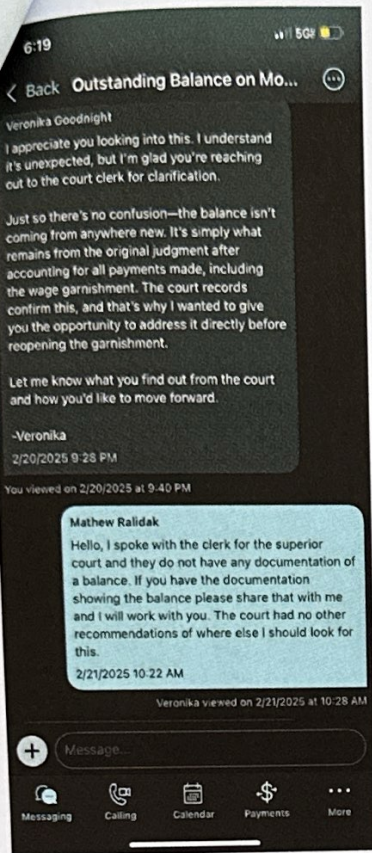 6:19
5G
Back Outstanding Balance on Mo...
Veronika Goodnight
I appreciate you looking into this. I understand
it's unexpected, but I'm glad you're reaching
out to the court clerk for clarification.
Just so there's no confusion—the balance isn't
coming from anywhere new. It's simply what
remains from the original judgment after
accounting for all payments made, including
the wage garnishment. The court records
confirm this, and that's why I wanted to give
you the opportunity to address it directly before
reopening the garnishment.
Let me know what you find out from the court
and how you'd like to move forward.
-Veronika
2/20/2025 9:28 PM
You viewed on 2/20/2025 at 9:40 PM
Mathew Ralidak
Hello, I spoke with the clerk for the superior
court and they do not have any documentation of
a balance. If you have the documentation
showing the balance please share that with me
and I will work with you. The court had no other
recommendations of where else I should look for
this.
2/21/2025 10:22 AM
Veronika viewed on 2/21/2025 at 10:28 AM
Message...
Messaging Calling Calendar Payments More